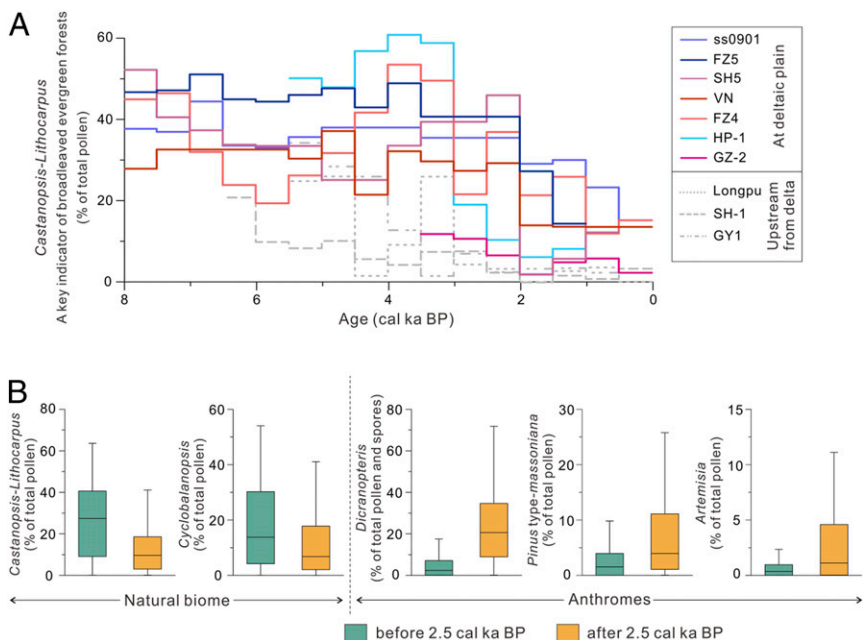 A
Castanopsis-Lithocarpus
A key indicator of broadleaved evergreen forests
(% of total pollen)
60
40
20
0
8
6
4
2
0
Age (cal ka BP)
ss0901
FZ5
SH5
VN
FZ4
HP-1
GZ-2
At deltaic plain
Longpu
SH-1
GY1
Upstream
from delta
B
Castanopsis-Lithocarpus
(% of total pollen)
80
60
40
20
0
Cyclobalanopsis
(% of total pollen)
60
40
20
0
Dicranopteris
(% of total pollen and spores)
80
60
40
20
0
Pinus type-massoniana
(% of total pollen)
30
20
10
0
Artemisia
(% of total pollen)
15
10
5
0
Natural biome
Anthromes
before 2.5 cal ka BP
after 2.5 cal ka BP